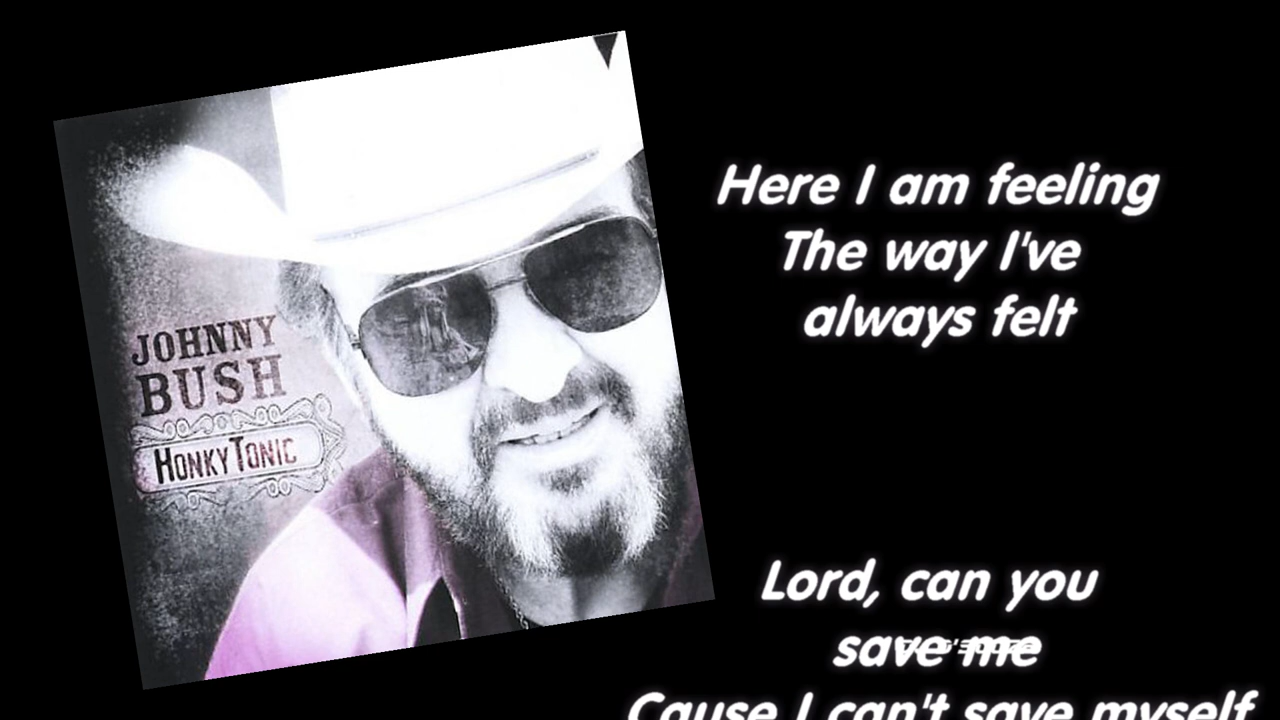 JOHNNY
BUSH
HONKY TONIC
Here I am feeling
The way I've
always felt
Lord, can you
save me
Cause I can't save myself